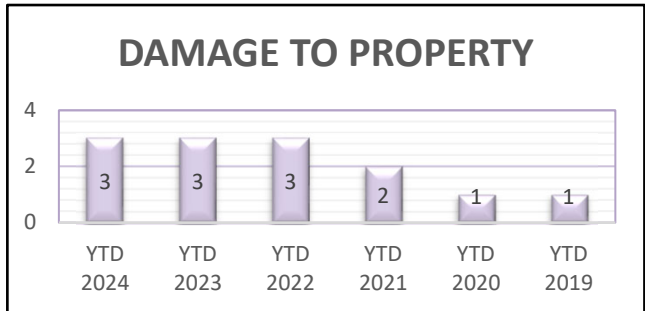 DAMAGE TO PROPERTY
4
2
0
3
3
3
2
1
1
YTD
2024
YTD
2023
YTD
2022
YTD
2021
YTD
2020
YTD
2019